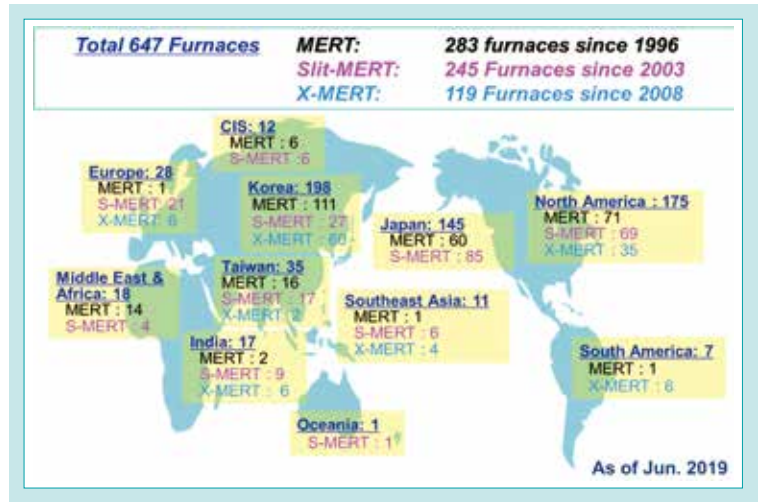 Total 647 Furnaces
MERT: 283 furnaces since 1996
Slit-MERT: 245 Furnaces since 2003
X-MERT: 119 Furnaces since 2008
CIS: 12
MERT : 6
S-MERT :6
Europe: 28
MERT : 1
S-MERT : 21
X-MERT : 6
Korea: 198
MERT : 111
S-MERT : 27
X-MERT : 60
Japan: 145
MERT : 60
S-MERT : 85
North America : 175
MERT : 71
S-MERT : 69
X-MERT : 35
Middle East &
Africa: 18
MERT : 14
S-MERT : 4
Taiwan: 35
MERT : 16
S-MERT : 17
X-MERT : 2
Southeast Asia: 11
MERT : 1
S-MERT : 6
X-MERT : 4
India: 17
MERT : 2
S-MERT : 9
X-MERT : 6
South America: 7
MERT : 1
X-MERT : 6
Oceania: 1
S-MERT : 1
As of Jun. 2019